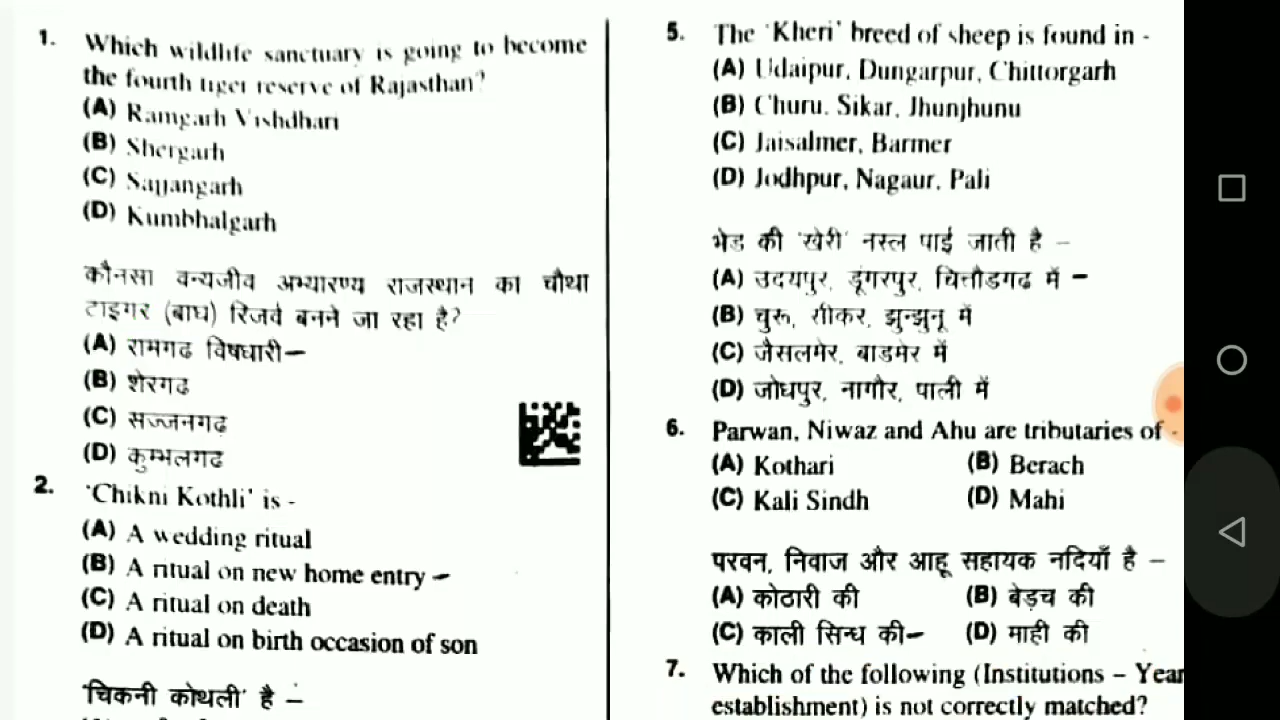 1. Which wildlife sanctuary is going to become
the fourth tiger reserve of Rajasthan?
(A) Ramgarh Vishdhari
(B) Shergarh
(C) Sajjangarh
(D) Kumbhalgarh
कौनसा वन्यजीव अभ्यारण्य राजस्थान का चौथा
टाइगर (बाघ) रिजर्व बनने जा रहा है?
(A) रामगढ विषधारी
(B) शेरगढ
(C) सज्जनगढ़
(D) कुम्भलगढ
2. 'Chikni Kothli' is -
(A) A wedding ritual
(B) A ritual on new home entry
(C) A ritual on death
(D) A ritual on birth occasion of son
'चिकनी कोथली' है -
5. The 'Kheri' breed of sheep is found in -
(A) Udaipur, Dungarpur, Chittorgarh
(B) Churu, Sikar, Jhunjhunu
(C) Jaisalmer, Barmer
(D) Jodhpur, Nagaur, Pali
भेड की 'खेरी' नस्ल पाई जाती है –
(A) उदयपुर, डूंगरपुर, चित्तौडगढ में
(B) चुरू, सीकर, झुन्झुनू में
(C) जैसलमेर, बाडमेर में
(D) जोधपुर, नागौर, पाली में
6. Parwan, Niwaz and Ahu are tributaries of -
(A) Kothari (B) Berach
(C) Kali Sindh (D) Mahi
परवन, निवाज और आहू सहायक नदियाँ है –
(A) कोठारी की (B) बेड़च की
(C) काली सिन्ध की (D) माही की
7. Which of the following (Institutions – Year
establishment) is not correctly matched?